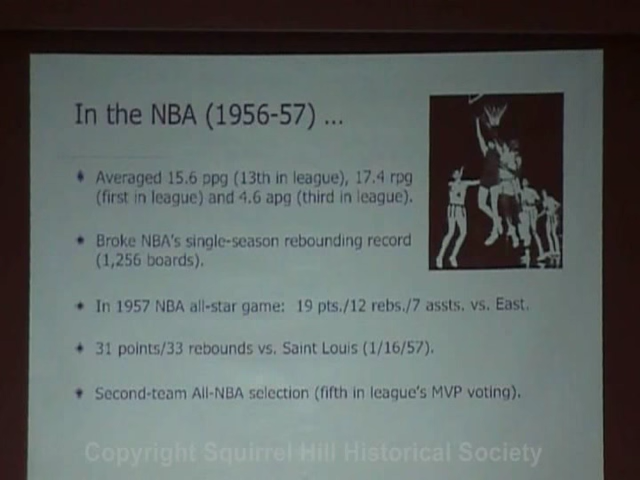 In the NBA (1956-57) ...
Averaged 15.6 ppg (13th in league), 17.4 rpg
(first in league) and 4.6 apg (third in league).
Broke NBA's single-season rebounding record
(1,256 boards).
In 1957 NBA all-star game: 19 pts./12 rebs./7 assts. vs. East.
31 points/33 rebounds vs. Saint Louis (1/16/57).
Second-team All-NBA selection (fifth in league's MVP voting).
Copyright Squirrel Hill Historical Society